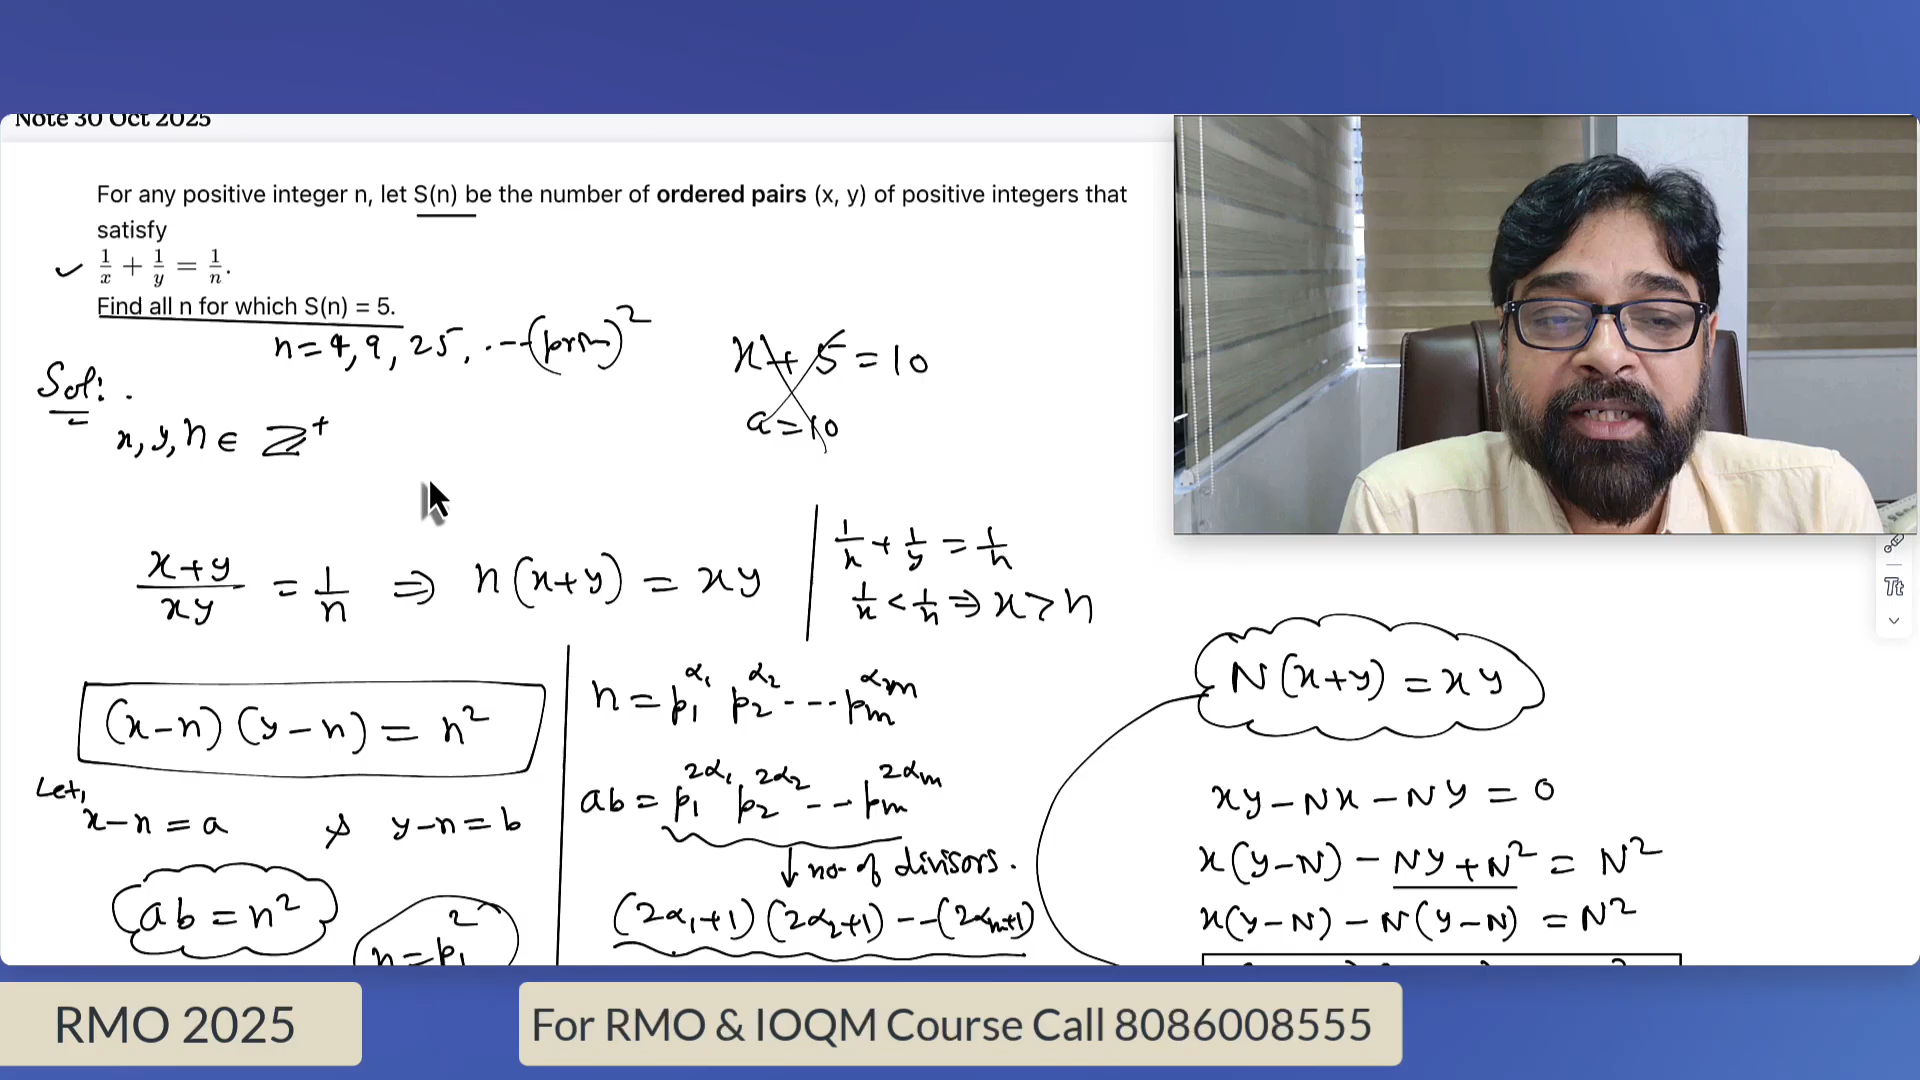 Note 30 Oct 2025
For any positive integer n, let S(n) be the number of ordered pairs (x, y) of positive integers that
satisfy
✓ 1/x + 1/y = 1/n.
Find all n for which S(n) = 5.
n = 4, 9, 25, ... (prim)²
x + 5 = 10
a = 10
Sol: .
x, y, n ∈ ℤ⁺
(x+y)/(xy) = 1/n ⇒ n(x+y) = xy
1/x + 1/y = 1/n
1/x < 1/n ⇒ x > n
(x-n)(y-n) = n²
Let,
x-n = a & y-n = b
ab = n²
n = p₁²
n = p₁^α₁ p₂^α₂ --- pₘ^αₘ
ab = p₁^2α₁ p₂^2α₂ --- pₘ^2αₘ
↓ no. of divisors.
(2α₁+1)(2α₂+1)--(2αₘ+1)
N(x+y) = xy
xy - Nx - Ny = 0
x(y-N) - Ny + N² = N²
x(y-N) - N(y-N) = N²
Tt
RMO 2025
For RMO & IOQM Course Call 8086008555